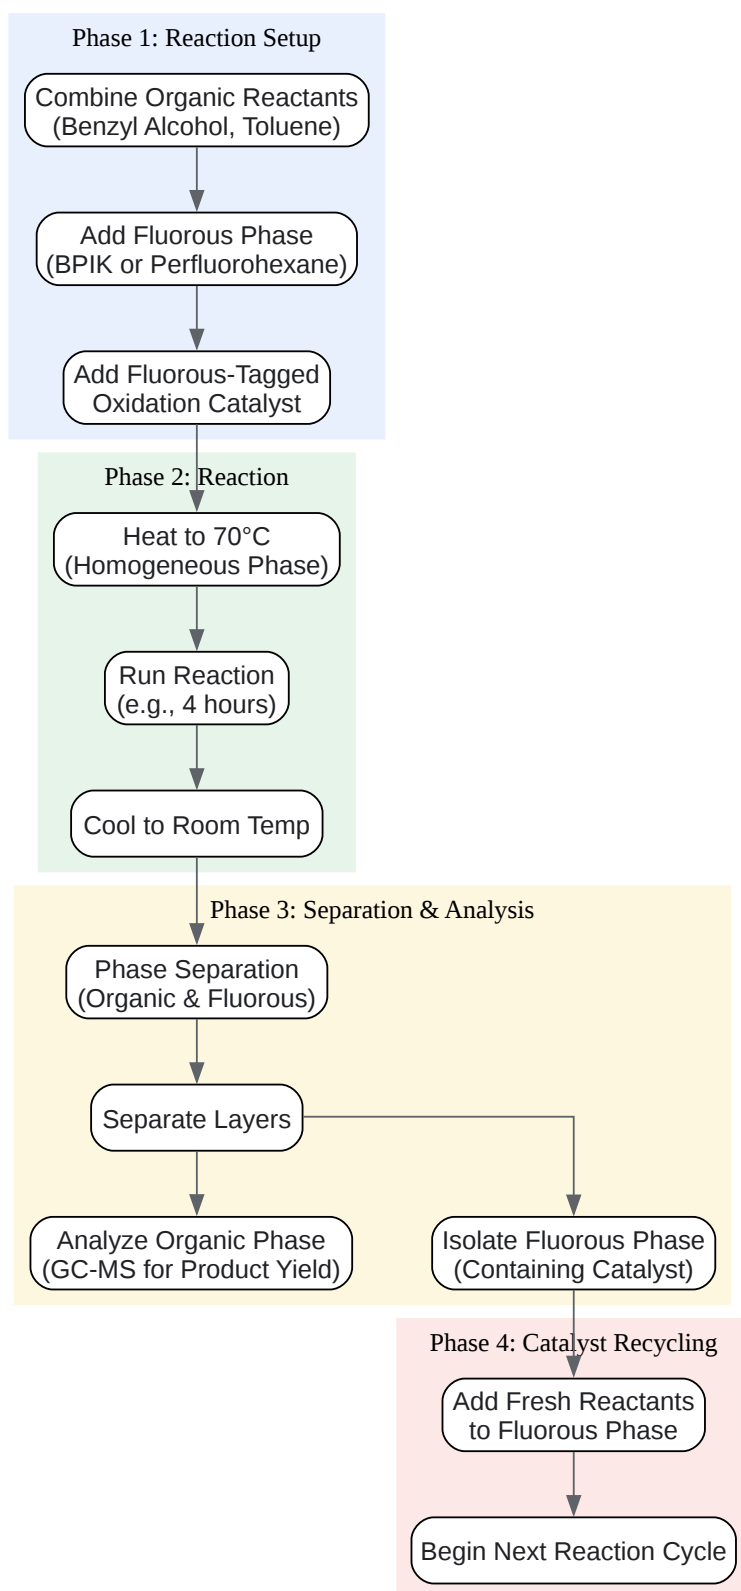 Phase 1: Reaction Setup
Combine Organic Reactants
(Benzyl Alcohol, Toluene)
Add Fluorous Phase
(BPIK or Perfluorohexane)
Add Fluorous-Tagged
Oxidation Catalyst
Phase 2: Reaction
Heat to 70°C
(Homogeneous Phase)
Run Reaction
(e.g., 4 hours)
Cool to Room Temp
Phase 3: Separation & Analysis
Phase Separation
(Organic & Fluorous)
Separate Layers
Analyze Organic Phase
(GC-MS for Product Yield)
Isolate Fluorous Phase
(Containing Catalyst)
Phase 4: Catalyst Recycling
Add Fresh Reactants
to Fluorous Phase
Begin Next Reaction Cycle